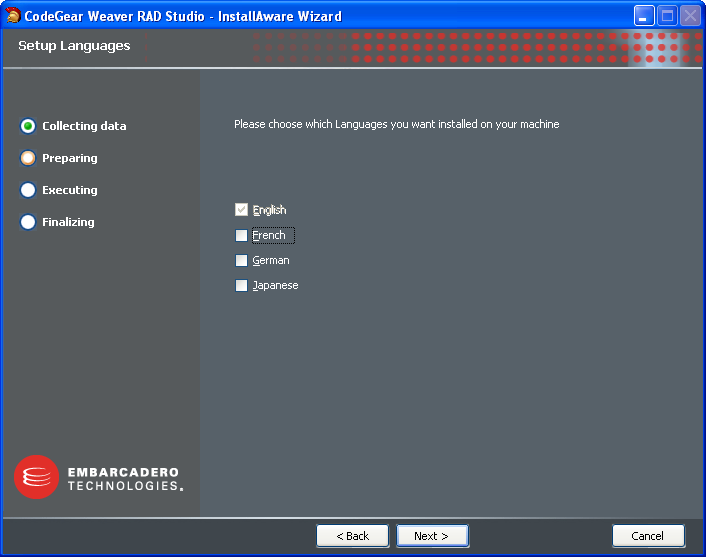 CodeGear Weaver RAD Studio - InstallAware Wizard
Setup Languages
Collecting data
Preparing
Executing
Finalizing
Please choose which Languages you want installed on your machine
English
French
German
Japanese
EMBARCADERO
TECHNOLOGIES.
< Back
Next >
Cancel